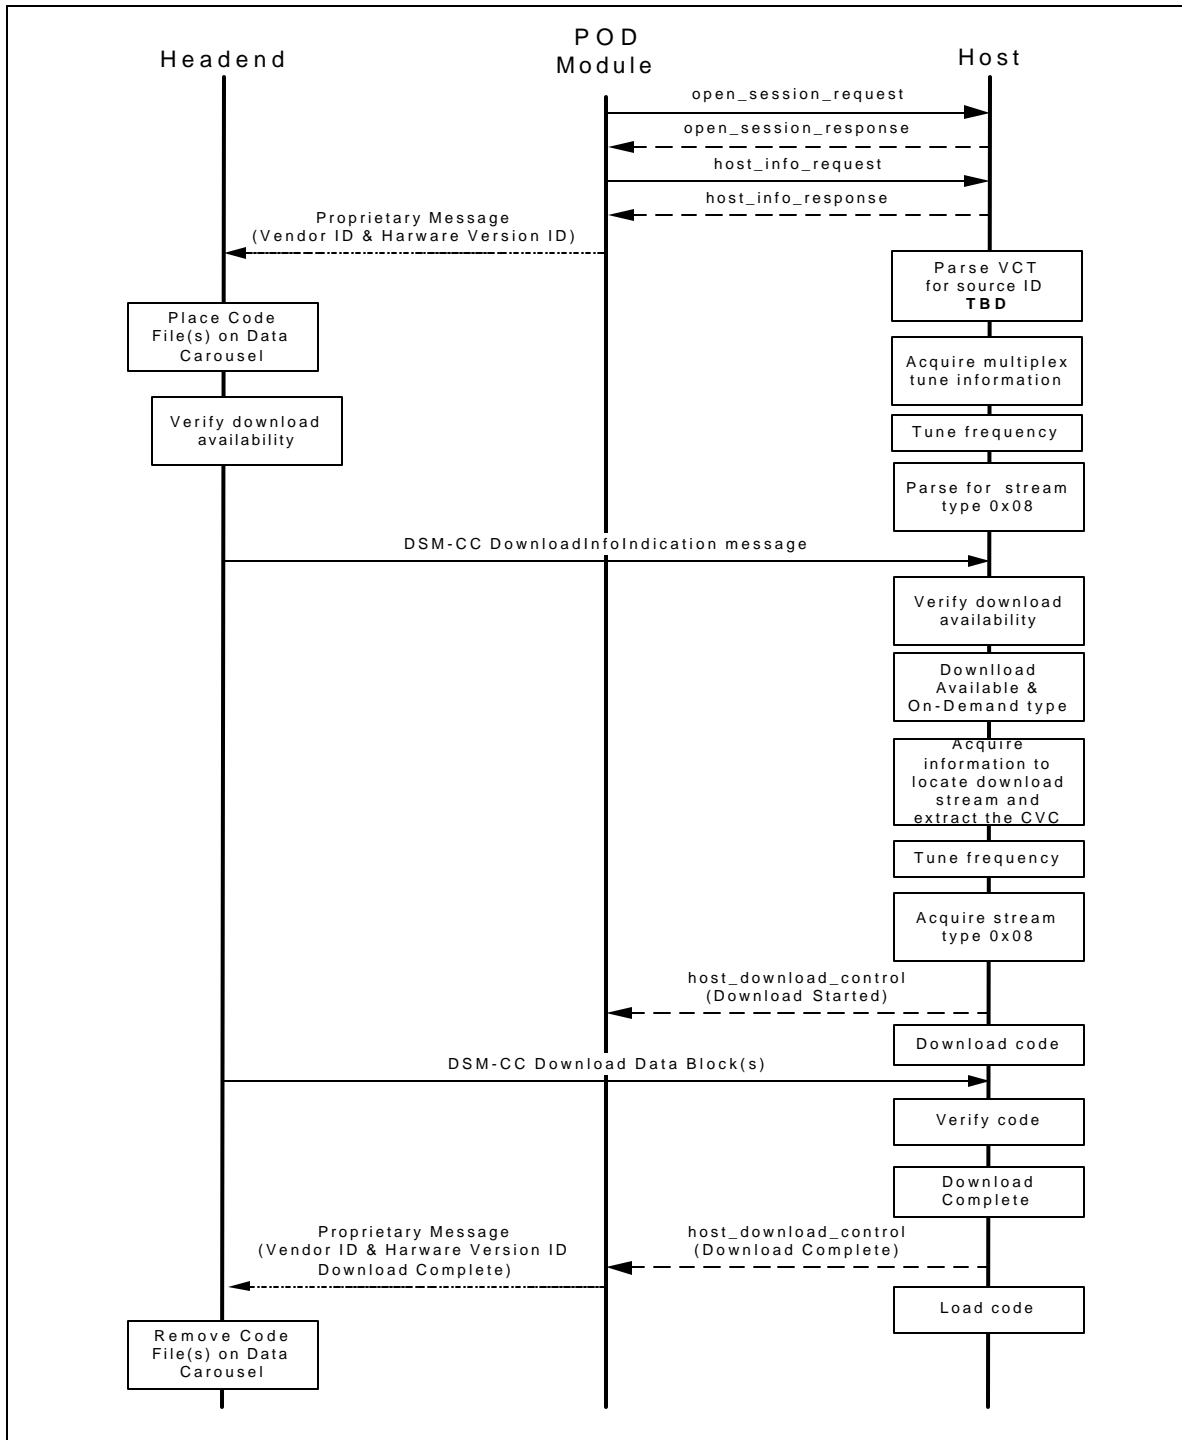 Headend
POD
Module
Host
open_session_request
open_session_response
host_info_request
host_info_response
Proprietary Message
(Vendor ID & Harware Version ID)
Parse VCT
for source ID
TBD
Place Code
File(s) on Data
Carousel
Acquire multiplex
tune information
Verify download
availability
Tune frequency
Parse for stream
type 0x08
DSM-CC DownloadInfoIndication message
Verify download
availability
Downlload
Available &
On-Demand type
Acquire
information to
locate download
stream and
extract the CVC
Tune frequency
Acquire stream
type 0x08
host_download_control
(Download Started)
Download code
DSM-CC Download Data Block(s)
Verify code
Download
Complete
Proprietary Message
(Vendor ID & Harware Version ID
Download Complete)
host_download_control
(Download Complete)
Load code
Remove Code
File(s) on Data
Carousel